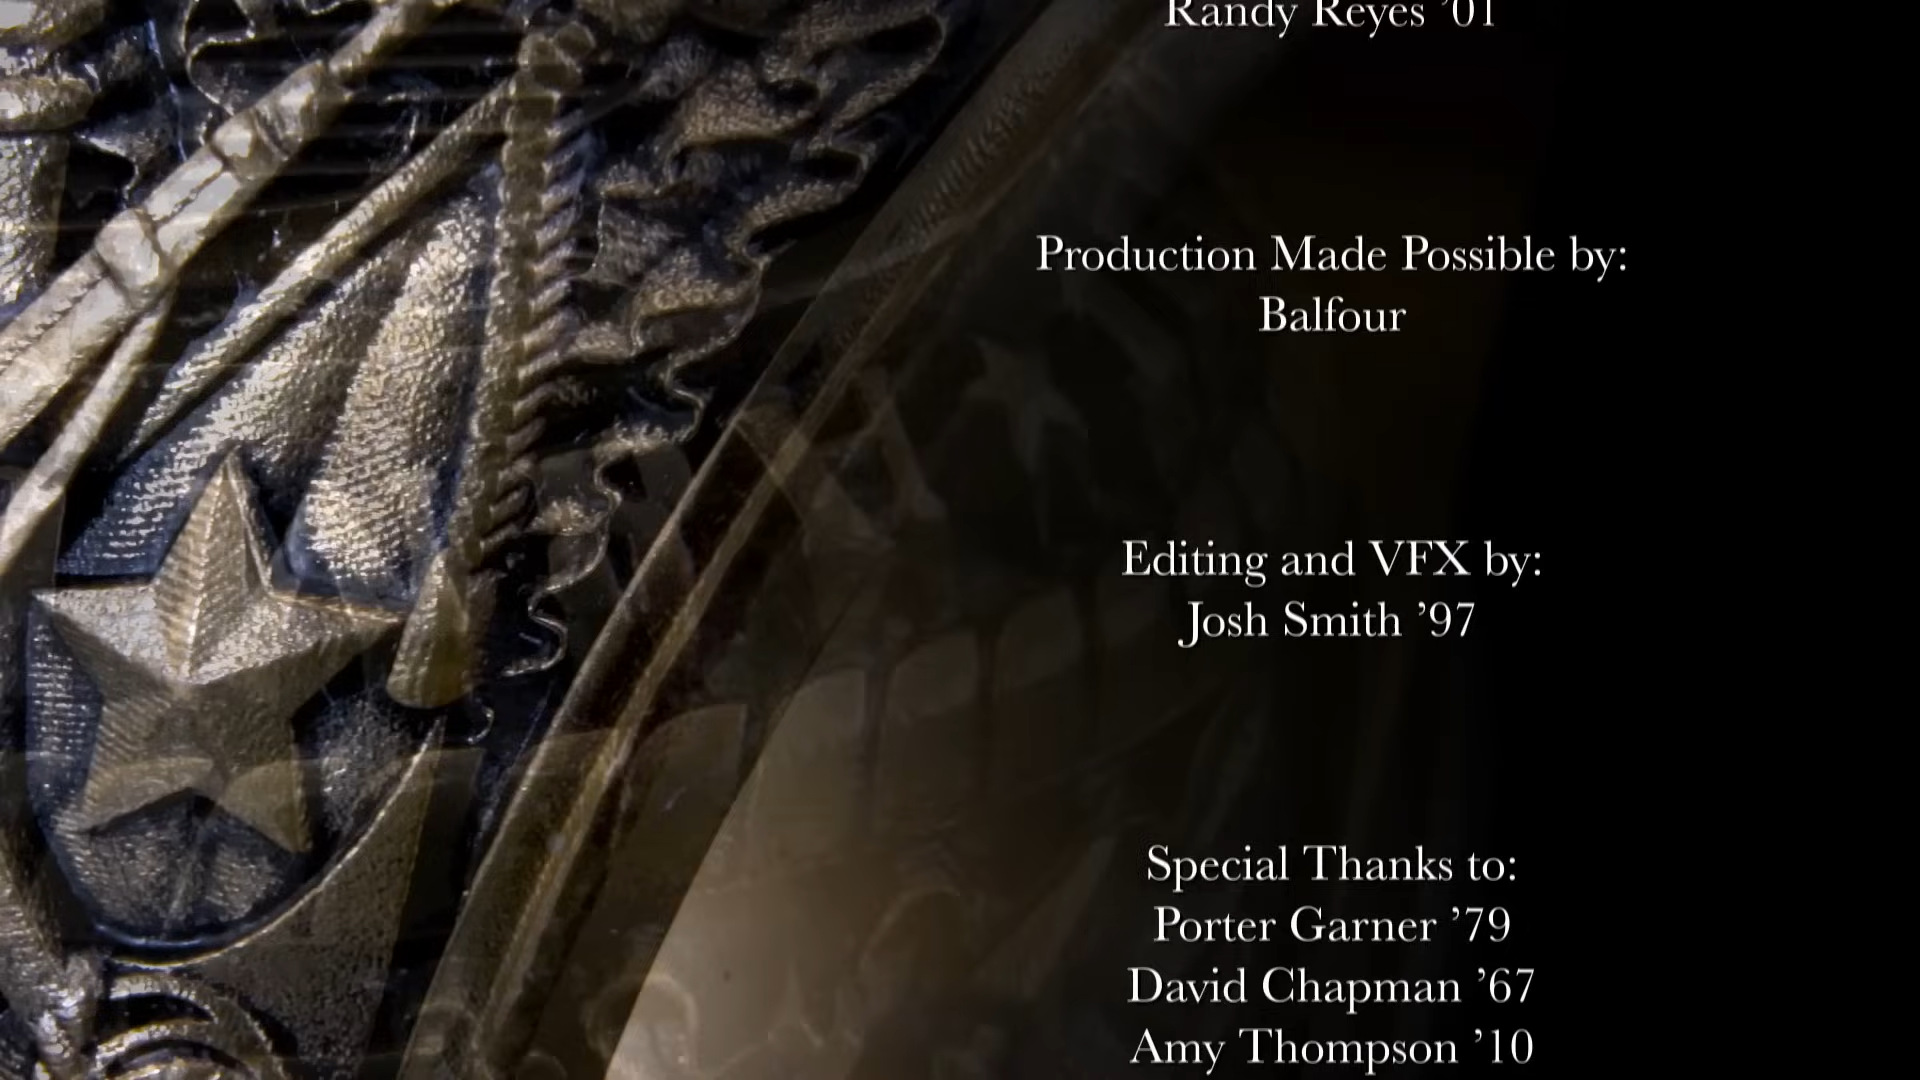 Randy Reyes ’01
Production Made Possible by:
Balfour
Editing and VFX by:
Josh Smith ’97
Special Thanks to:
Porter Garner ’79
David Chapman ’67
Amy Thompson ’10